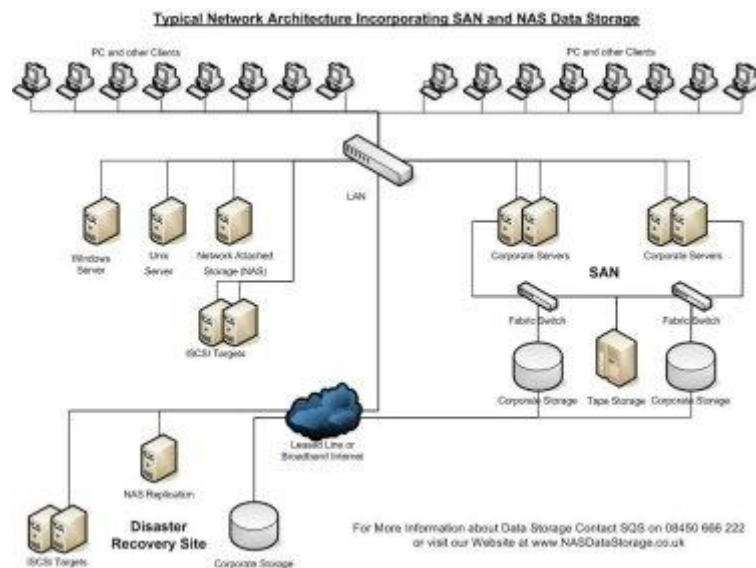 Typical Network Architecture Incorporating SAN and NAS Data Storage
PC and other Clients
PC and other Clients
LAN
Windows
Server
Unix
Server
Network Attached
Storage (NAS)
Corporate Servers
Corporate Servers
SAN
ISCSI Targets
Fabric Switch
Fabric Switch
Corporate Storage
Tape Storage
Corporate Storage
Leased Line or
Broadband Internet
NAS Replication
Disaster
Recovery Site
ISCSI Targets
Corporate Storage
For More Information about Data Storage Contact SQS on 08450 666 222
or visit our Website at www.NASDataStorage.co.uk